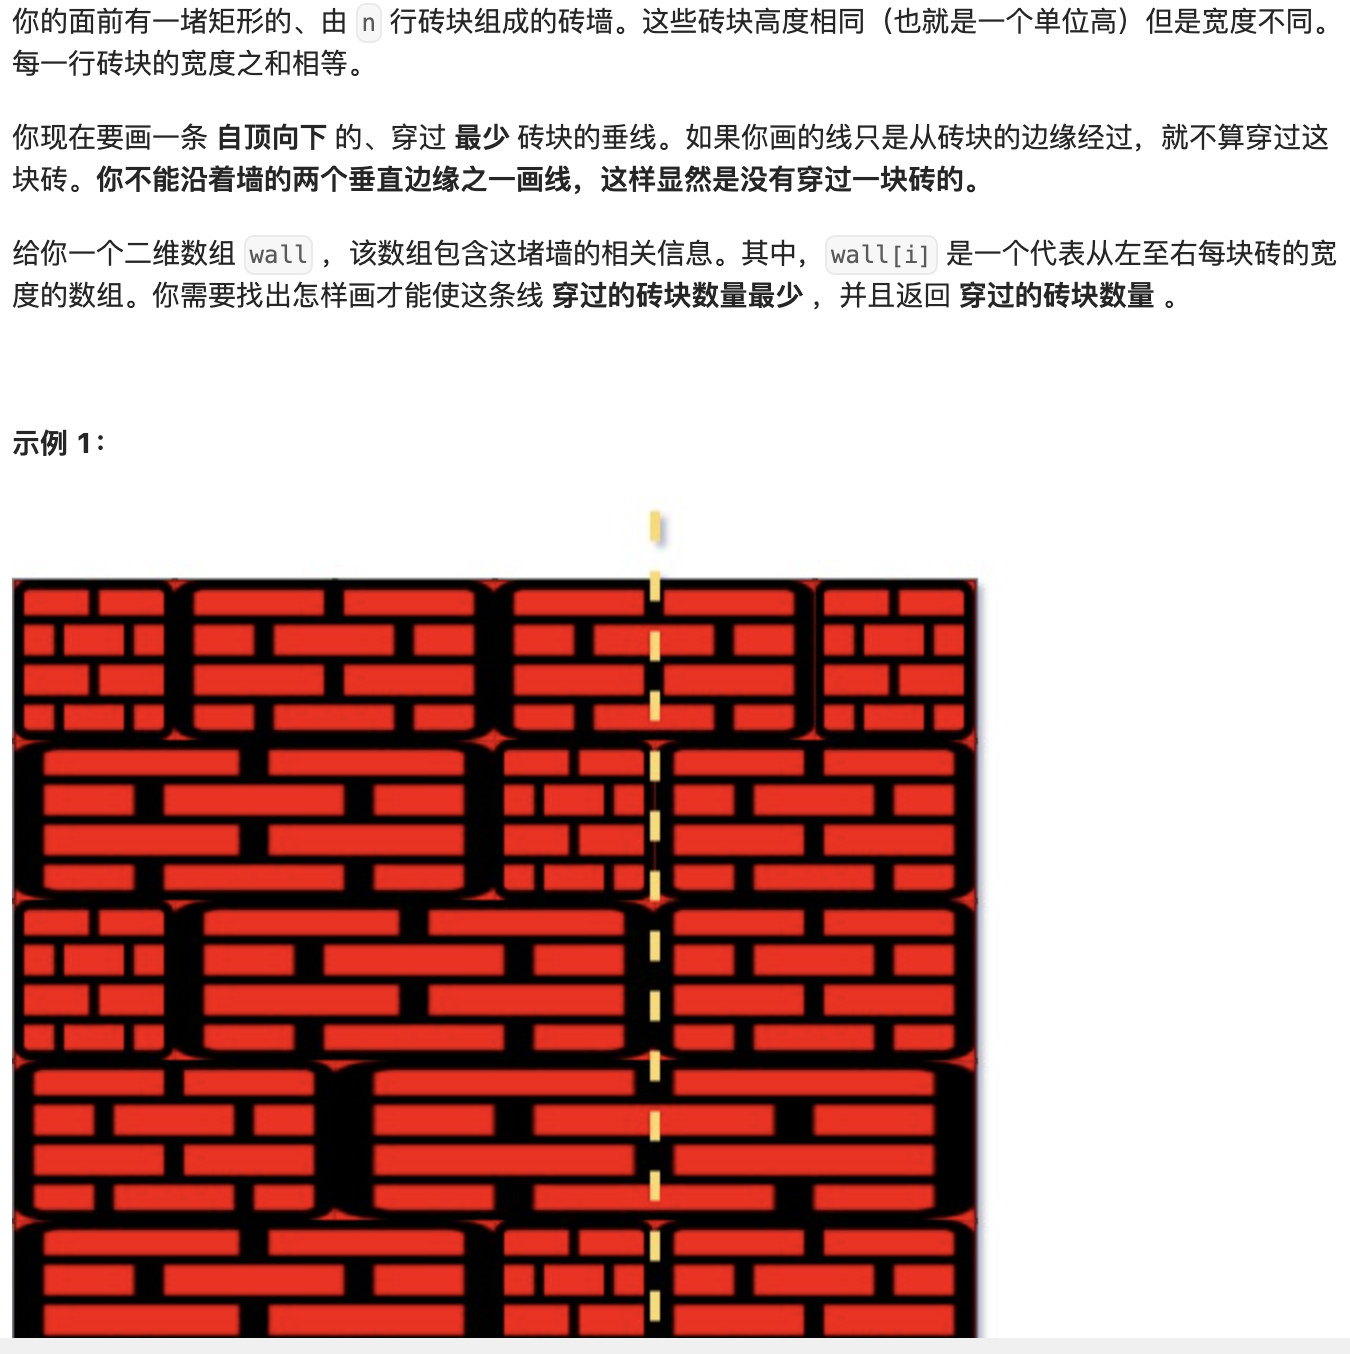 你的面前有一堵矩形的、由 n 行砖块组成的砖墙。这些砖块高度相同（也就是一个单位高）但是宽度不同。
每一行砖块的宽度之和相等。
你现在要画一条 自顶向下 的、穿过 最少 砖块的垂线。如果你画的线只是从砖块的边缘经过，就不算穿过这
块砖。你不能沿着墙的两个垂直边缘之一画线，这样显然是没有穿过一块砖的。
给你一个二维数组 wall ，该数组包含这堵墙的相关信息。其中，wall[i] 是一个代表从左至右每块砖的宽
度的数组。你需要找出怎样画才能使这条线 穿过的砖块数量最少 ，并且返回 穿过的砖块数量 。
示例 1：